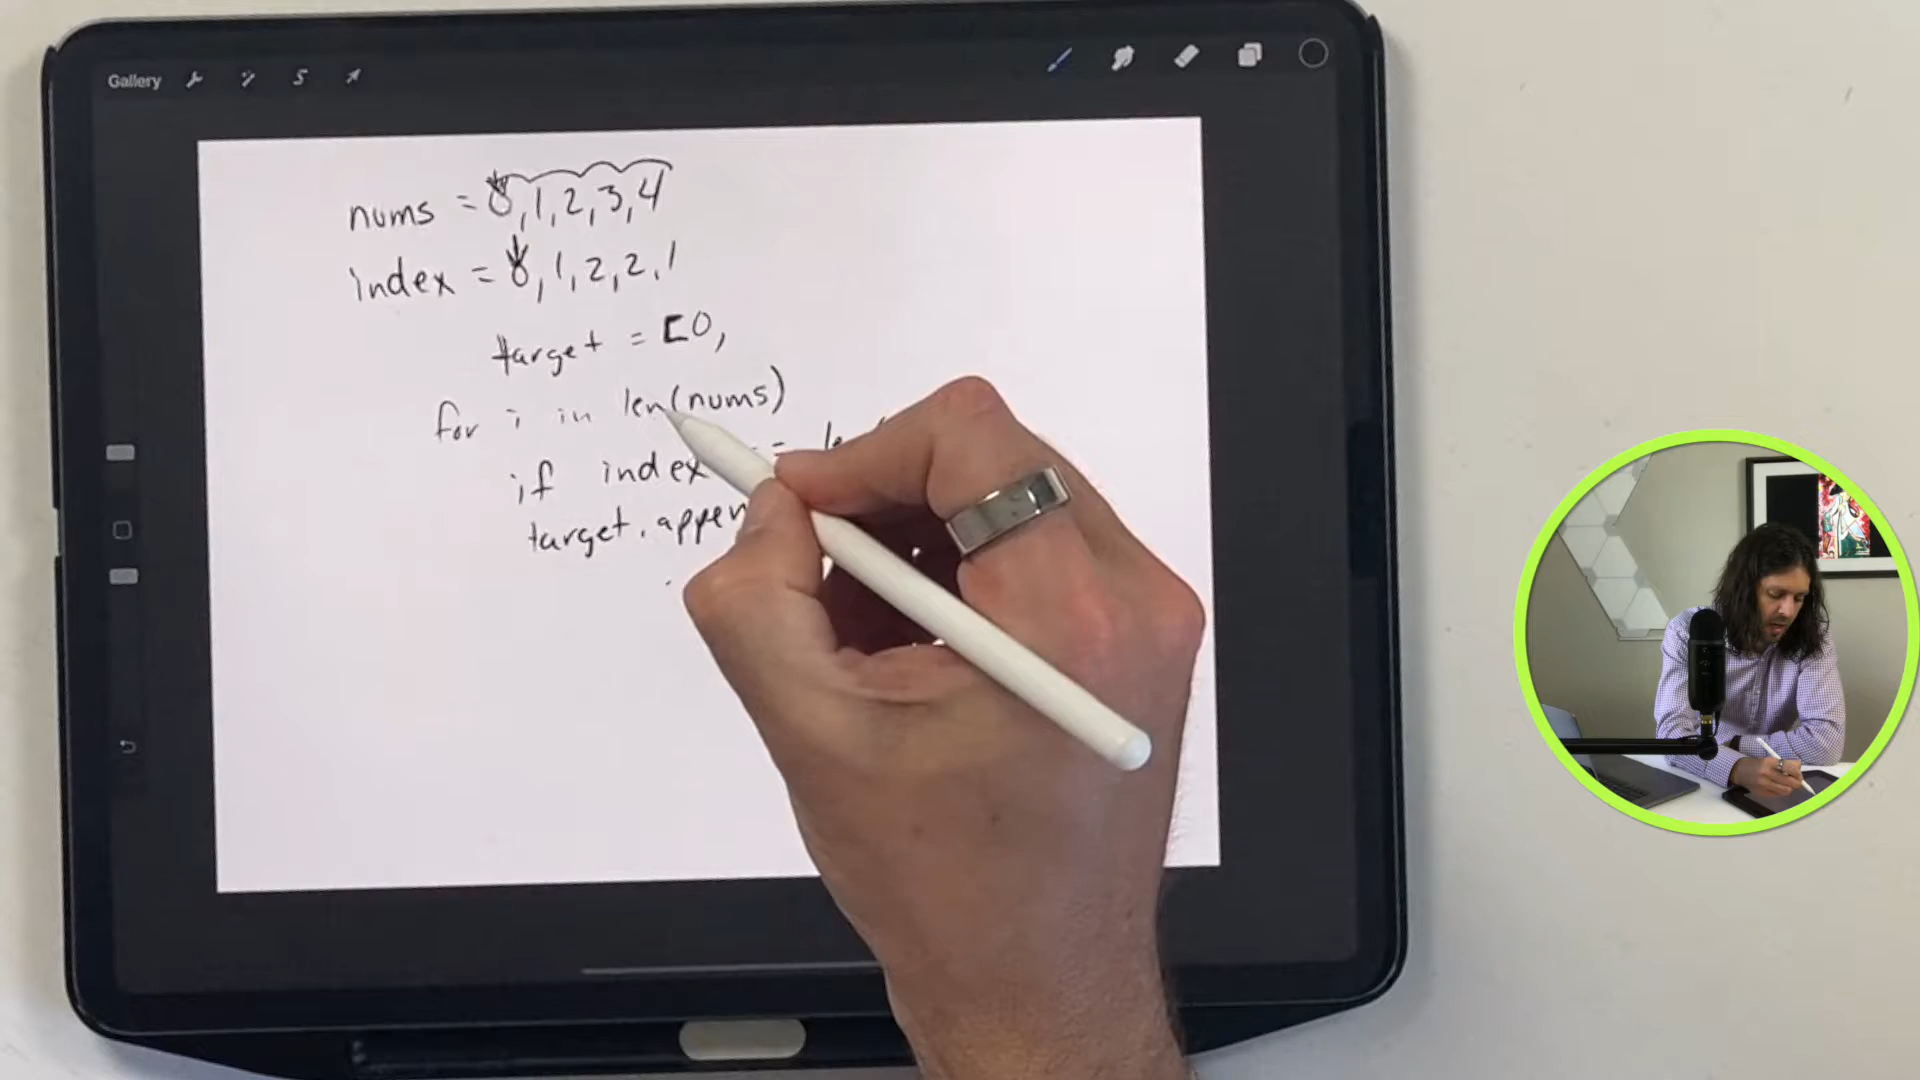 Gallery
nums = 0,1,2,3,4
index = 0,1,2,2,1
target = [0,
for i in len(nums)
if index
target.appen